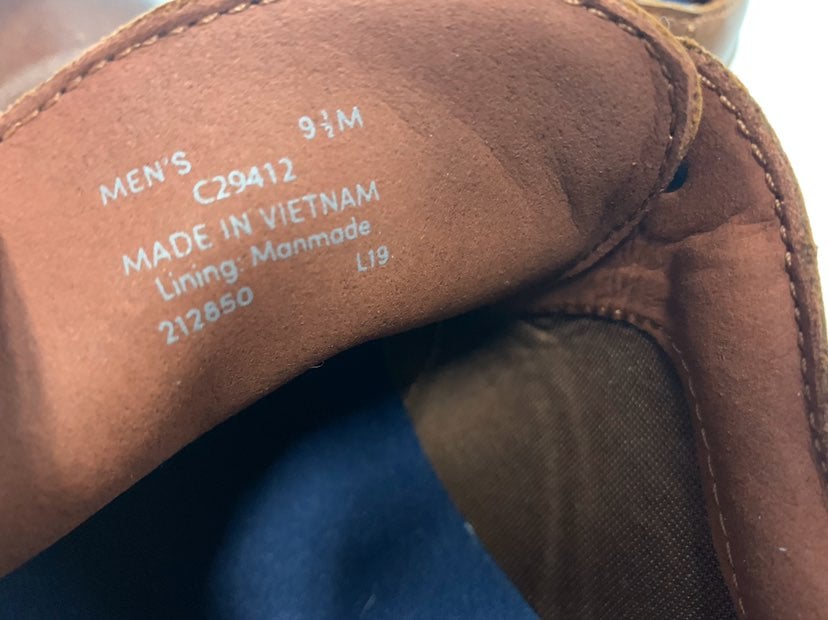 MEN'S 9½M
C29412
MADE IN VIETNAM
Lining: Manmade
212850 L19